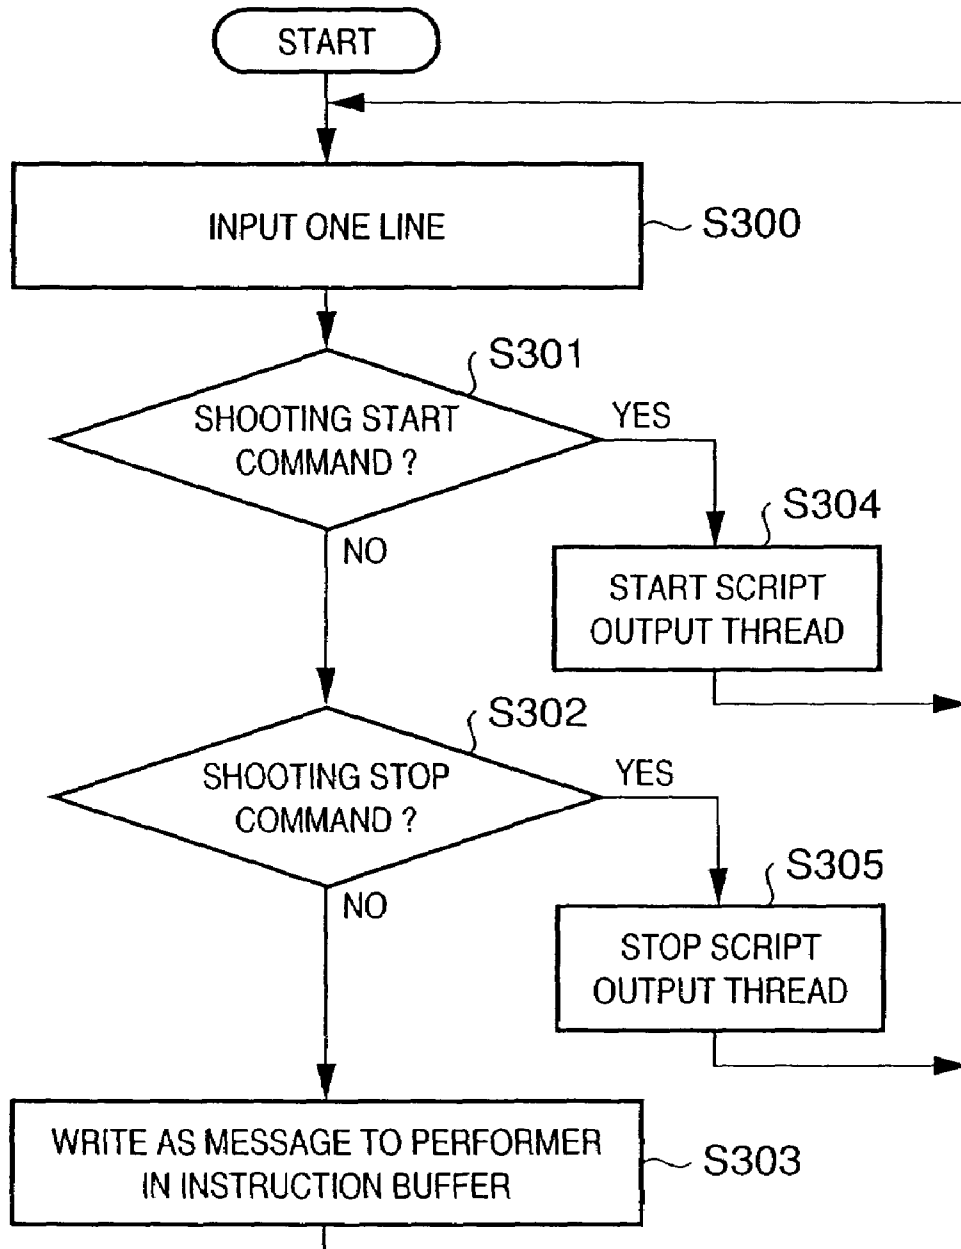 START
INPUT ONE LINE
S300
S301
SHOOTING START
COMMAND ?
YES
NO
S304
START SCRIPT
OUTPUT THREAD
S302
SHOOTING STOP
COMMAND ?
YES
NO
S305
STOP SCRIPT
OUTPUT THREAD
WRITE AS MESSAGE TO PERFORMER
IN INSTRUCTION BUFFER
S303